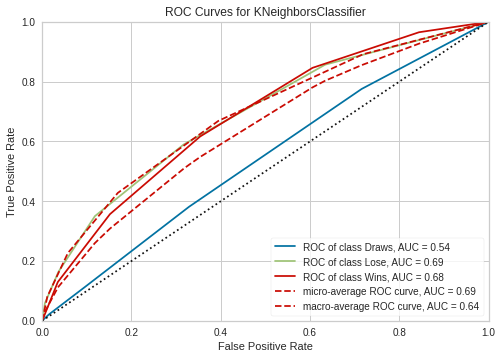 ROC Curves for KNeighborsClassifier
True Positive Rate
1.0
0.8
0.6
0.4
0.2
0.0
ROC of class Draws, AUC = 0.54
ROC of class Lose, AUC = 0.69
ROC of class Wins, AUC = 0.68
micro-average ROC curve, AUC = 0.69
macro-average ROC curve, AUC = 0.64
0.0 0.2 0.4 0.6 0.8 1.0
False Positive Rate